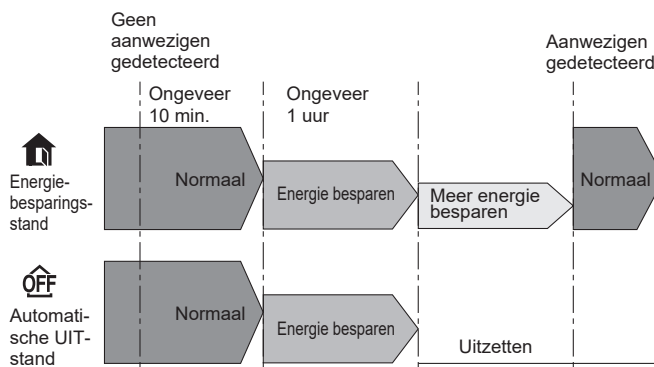 Geen
aanwezigen
gedetecteerd
Aanwezigen
gedetecteerd
Ongeveer
10 min.
Ongeveer
1 uur
Energie-
besparings-
stand
Normaal
Energie besparen
Meer energie
besparen
Normaal
OFF
Automati-
sche UIT-
stand
Normaal
Energie besparen
Uitzetten